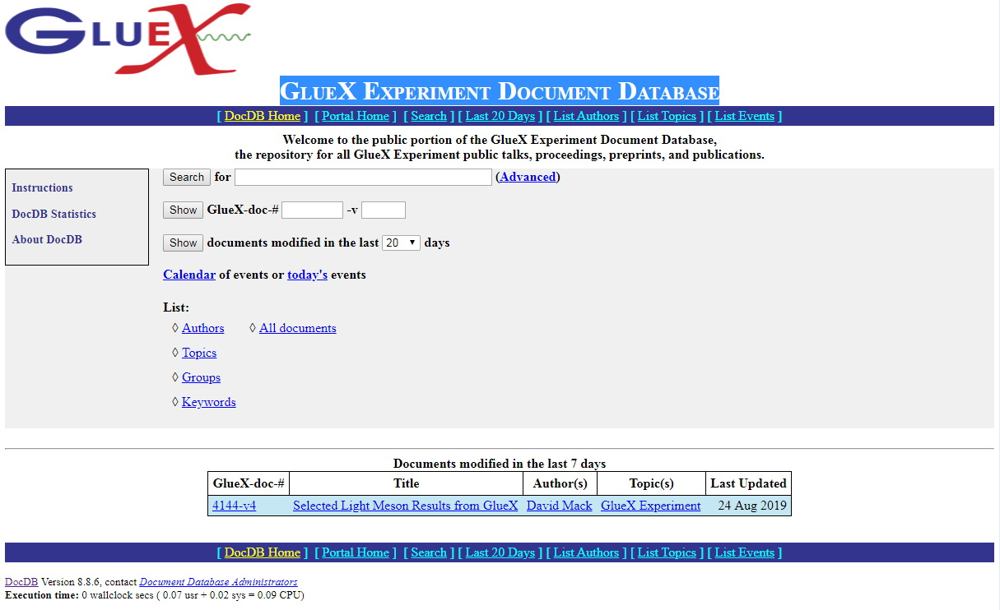 GLUEX
GLUEX EXPERIMENT DOCUMENT DATABASE
[ DocDB Home ] [ Portal Home ] [ Search ] [ Last 20 Days ] [ List Authors ] [ List Topics ] [ List Events ]
Welcome to the public portion of the GlueX Experiment Document Database,
the repository for all GlueX Experiment public talks, proceedings, preprints, and publications.
Instructions
DocDB Statistics
About DocDB
Search for (Advanced)
Show GlueX-doc-# -v
Show documents modified in the last 20 days
Calendar of events or today's events
List:
◊ Authors ◊ All documents
◊ Topics
◊ Groups
◊ Keywords
Documents modified in the last 7 days
GlueX-doc-# Title Author(s) Topic(s) Last Updated
4144-v4 Selected Light Meson Results from GlueX David Mack GlueX Experiment 24 Aug 2019
[ DocDB Home ] [ Portal Home ] [ Search ] [ Last 20 Days ] [ List Authors ] [ List Topics ] [ List Events ]
DocDB Version 8.8.6, contact Document Database Administrators
Execution time: 0 wallclock secs ( 0.07 usr + 0.02 sys = 0.09 CPU)